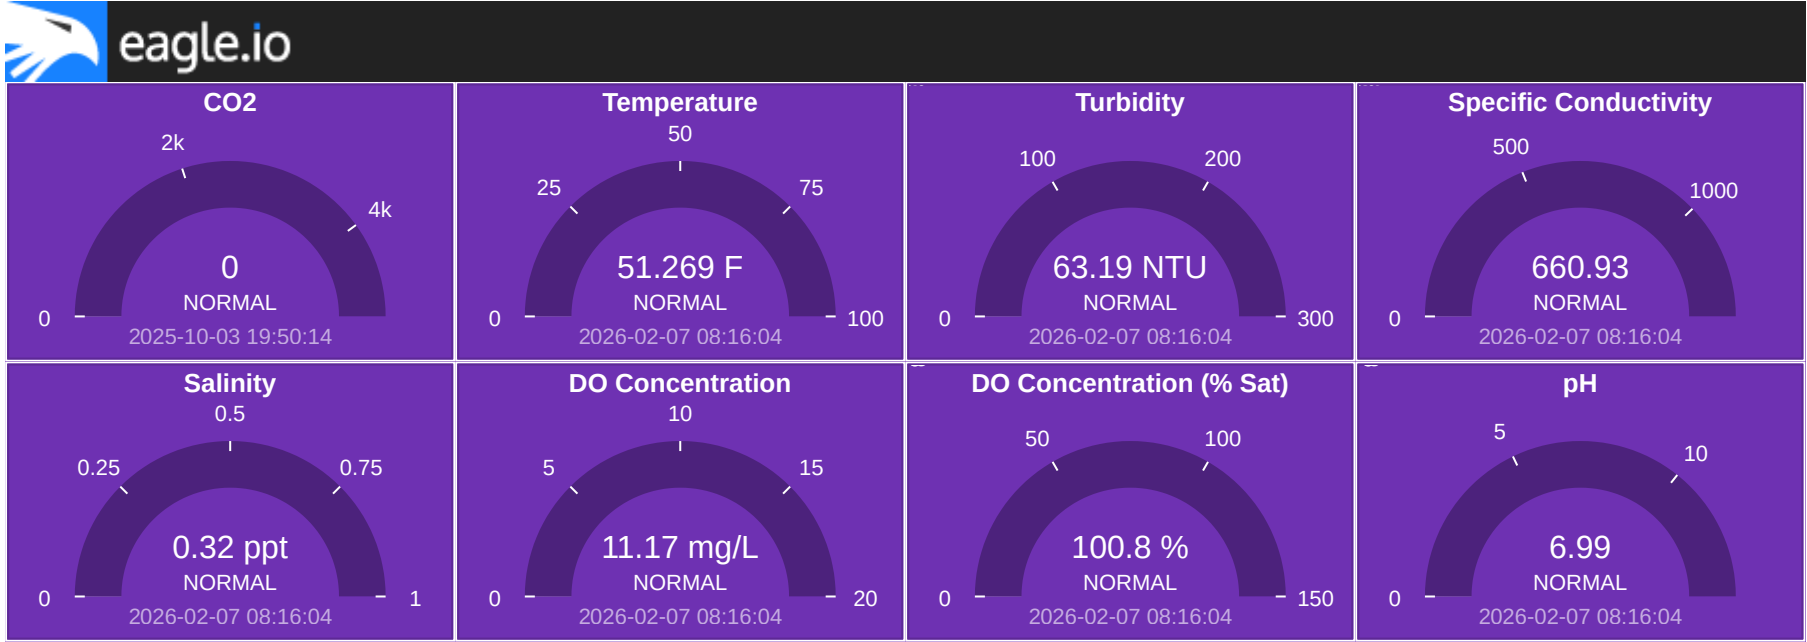 eagle.io
CO2
2k
4k
0
0
NORMAL
2025-10-03 19:50:14
Temperature
50
25
75
51.269 F
NORMAL
0
100
2026-02-07 08:16:04
Turbidity
100
200
63.19 NTU
NORMAL
0
300
2026-02-07 08:16:04
Specific Conductivity
500
1000
660.93
NORMAL
0
2026-02-07 08:16:04
Salinity
0.5
0.25
0.75
0.32 ppt
NORMAL
0
1
2026-02-07 08:16:04
DO Concentration
10
5
15
11.17 mg/L
NORMAL
0
20
2026-02-07 08:16:04
DO Concentration (% Sat)
50
100
100.8 %
NORMAL
0
150
2026-02-07 08:16:04
pH
5
10
6.99
NORMAL
0
2026-02-07 08:16:04